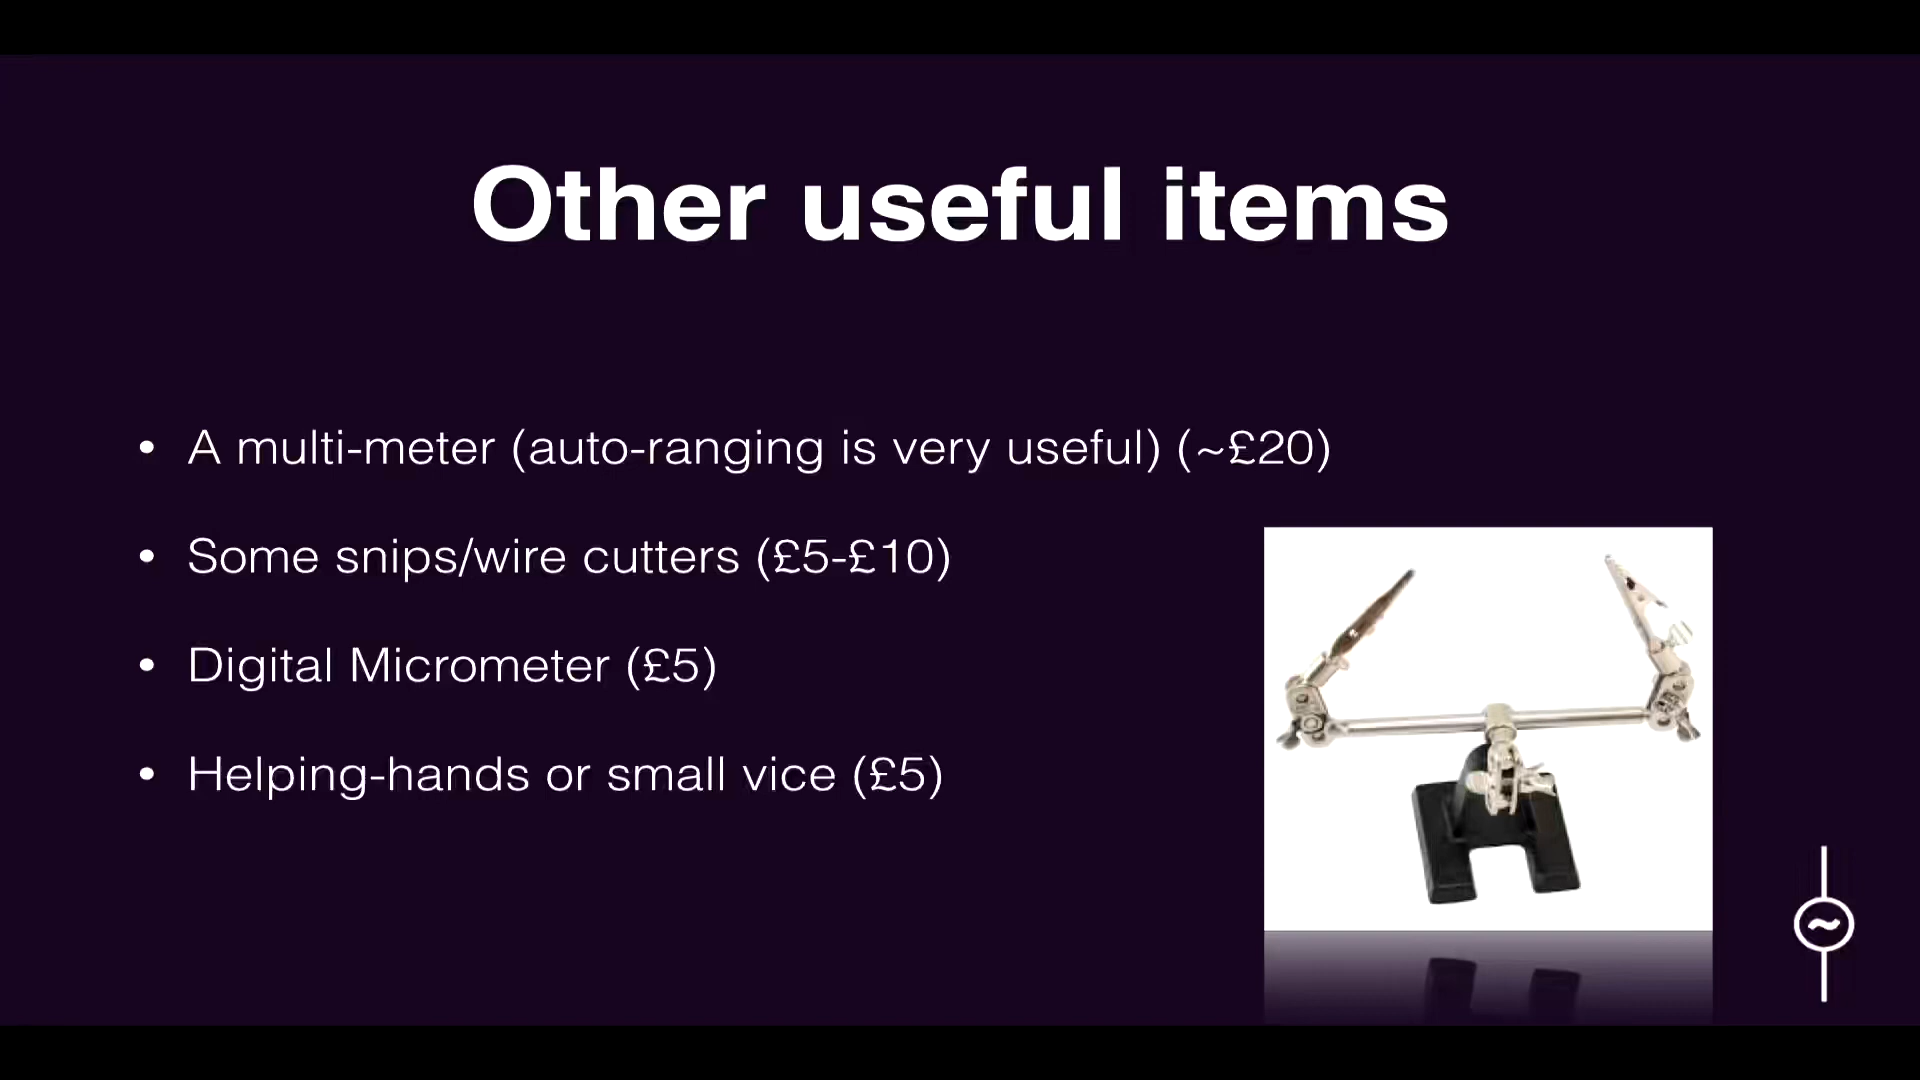 Other useful items
• A multi-meter (auto-ranging is very useful) (~£20)
• Some snips/wire cutters (£5-£10)
• Digital Micrometer (£5)
• Helping-hands or small vice (£5)